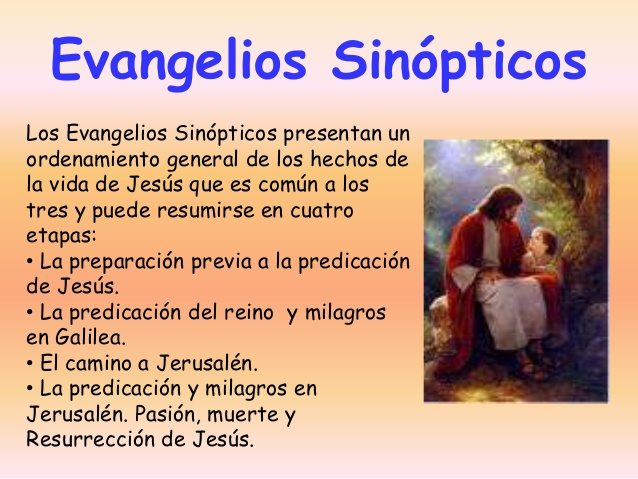 Evangelios Sinópticos
Los Evangelios Sinópticos presentan un
ordenamiento general de los hechos de
la vida de Jesús que es común a los
tres y puede resumirse en cuatro
etapas:
• La preparación previa a la predicación
de Jesús.
• La predicación del reino y milagros
en Galilea.
• El camino a Jerusalén.
• La predicación y milagros en
Jerusalén. Pasión, muerte y
Resurrección de Jesús.